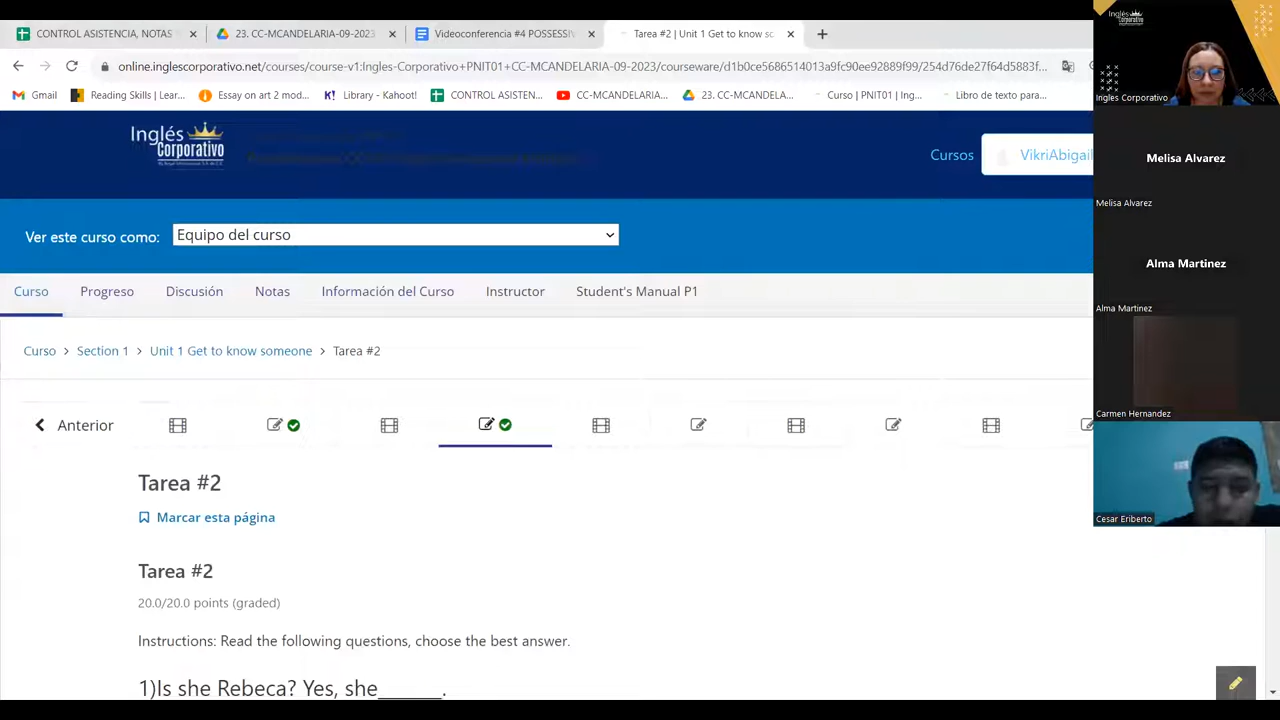 CONTROL ASISTENCIA, NOTAS
23. CC-MCANDELARIA-09-2023
Videoconferencia #4 POSSESSIV
Tarea #2 | Unit 1 Get to know sc
online.inglescorporativo.net/courses/course-v1:Ingles-Corporativo+PNIT01+CC-MCANDELARIA-09-2023/courseware/d1b0ce5686514013a9fc90ee92889f99/254d76de27f64d5883f...
Gmail
Reading Skills | Lear...
Essay on art 2 mod...
Library - Kahoot!
CONTROL ASISTEN...
CC-MCANDELARIA...
23. CC-MCANDELA...
Curso | PNIT01 | Ing...
Libro de texto para...
Inglés
Corporativo
Cursos
VikriAbigail
Ver este curso como:
Equipo del curso
Curso
Progreso
Discusión
Notas
Información del Curso
Instructor
Student's Manual P1
Curso > Section 1 > Unit 1 Get to know someone > Tarea #2
Anterior
Tarea #2
Marcar esta página
Tarea #2
20.0/20.0 points (graded)
Instructions: Read the following questions, choose the best answer.
1)Is she Rebeca? Yes, she______.
Inglés
Corporativo
Ingles Corporativo
Melisa Alvarez
Melisa Alvarez
Alma Martinez
Alma Martinez
Carmen Hernandez
Cesar Eriberto